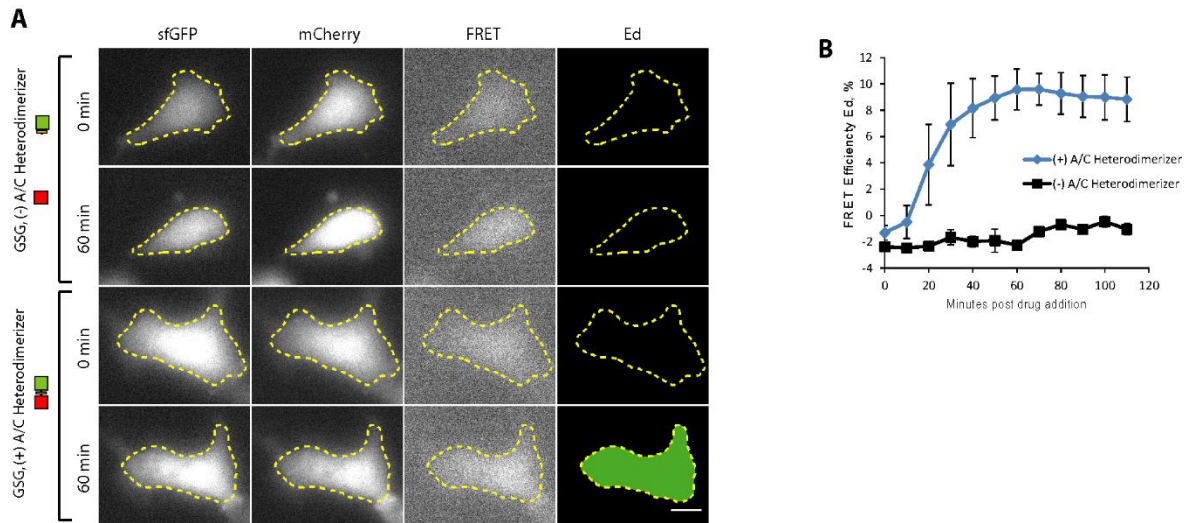 A
sfGFP
mCherry
FRET
Ed
GSG, (-) A/C Heterodimerizer
0 min
60 min
GSG, (+) A/C Heterodimerizer
0 min
60 min
B
FRET Efficiencty Ed, %
12
10
8
6
4
2
0
-2
-4
0
20
40
60
80
100
120
Minutes post drug addition
(+) A/C Heterodimerizer
(-) A/C Heterodimerizer